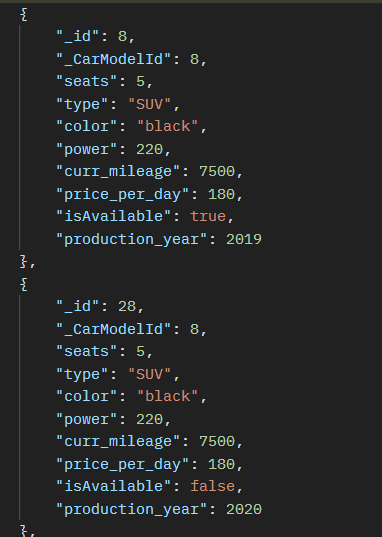 {
"_id": 8,
"_CarModelId": 8,
"seats": 5,
"type": "SUV",
"color": "black",
"power": 220,
"curr_mileage": 7500,
"price_per_day": 180,
"isAvailable": true,
"production_year": 2019
},
{
"_id": 28,
"_CarModelId": 8,
"seats": 5,
"type": "SUV",
"color": "black",
"power": 220,
"curr_mileage": 7500,
"price_per_day": 180,
"isAvailable": false,
"production_year": 2020
},